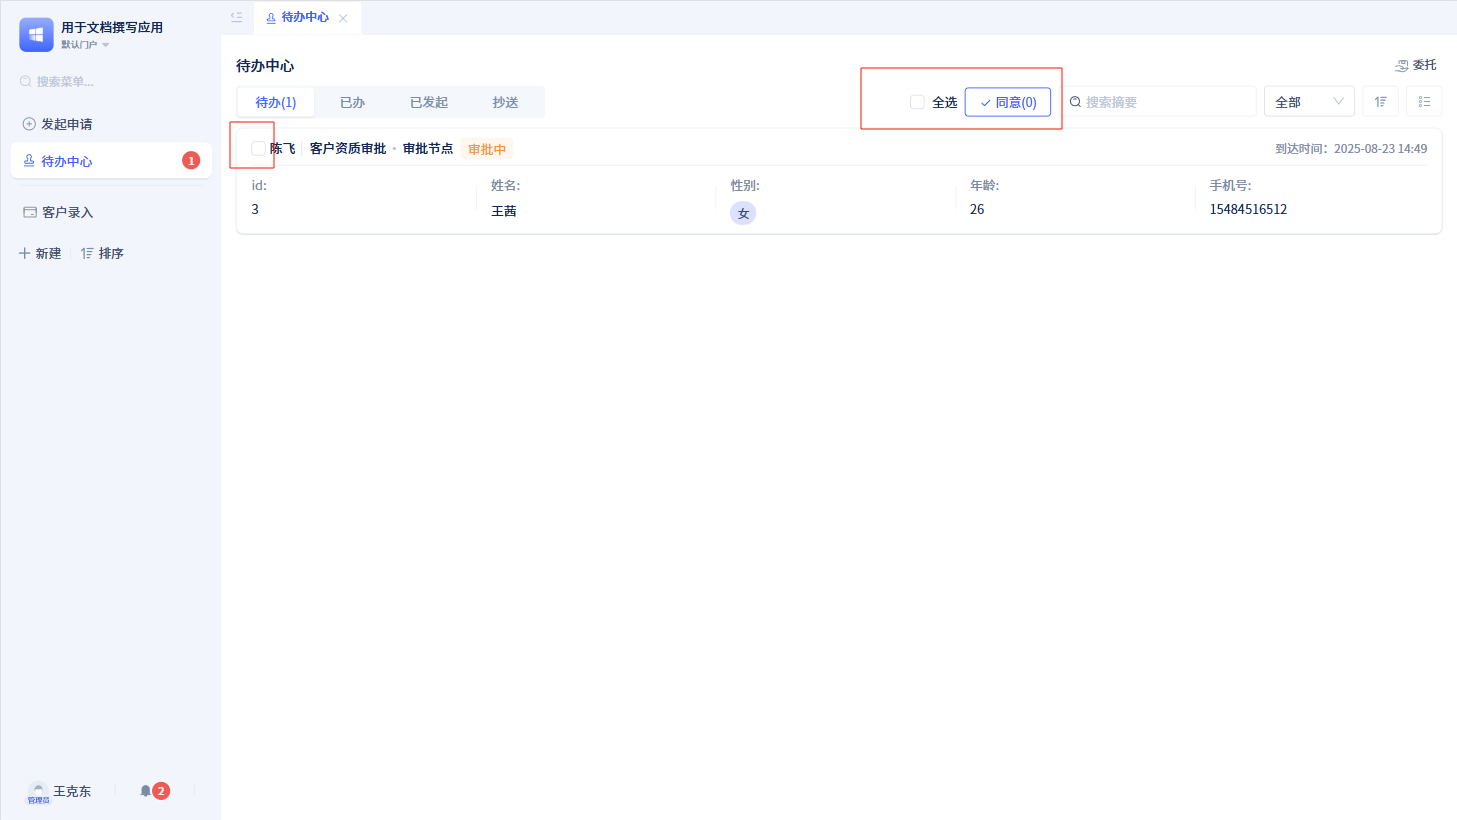 用于文档撰写应用
默认门户
搜索菜单...
发起申请
待办中心
1
客户录入
新建
排序
王克东
管理员
2
待办中心
待办中心
委托
待办(1)
已办
已发起
抄送
全选
同意(0)
搜索摘要
全部
陈飞
客户资质审批
审批节点
审批中
到达时间：2025-08-23 14:49
id:
3
姓名:
王茜
性别:
女
年龄:
26
手机号:
15484516512